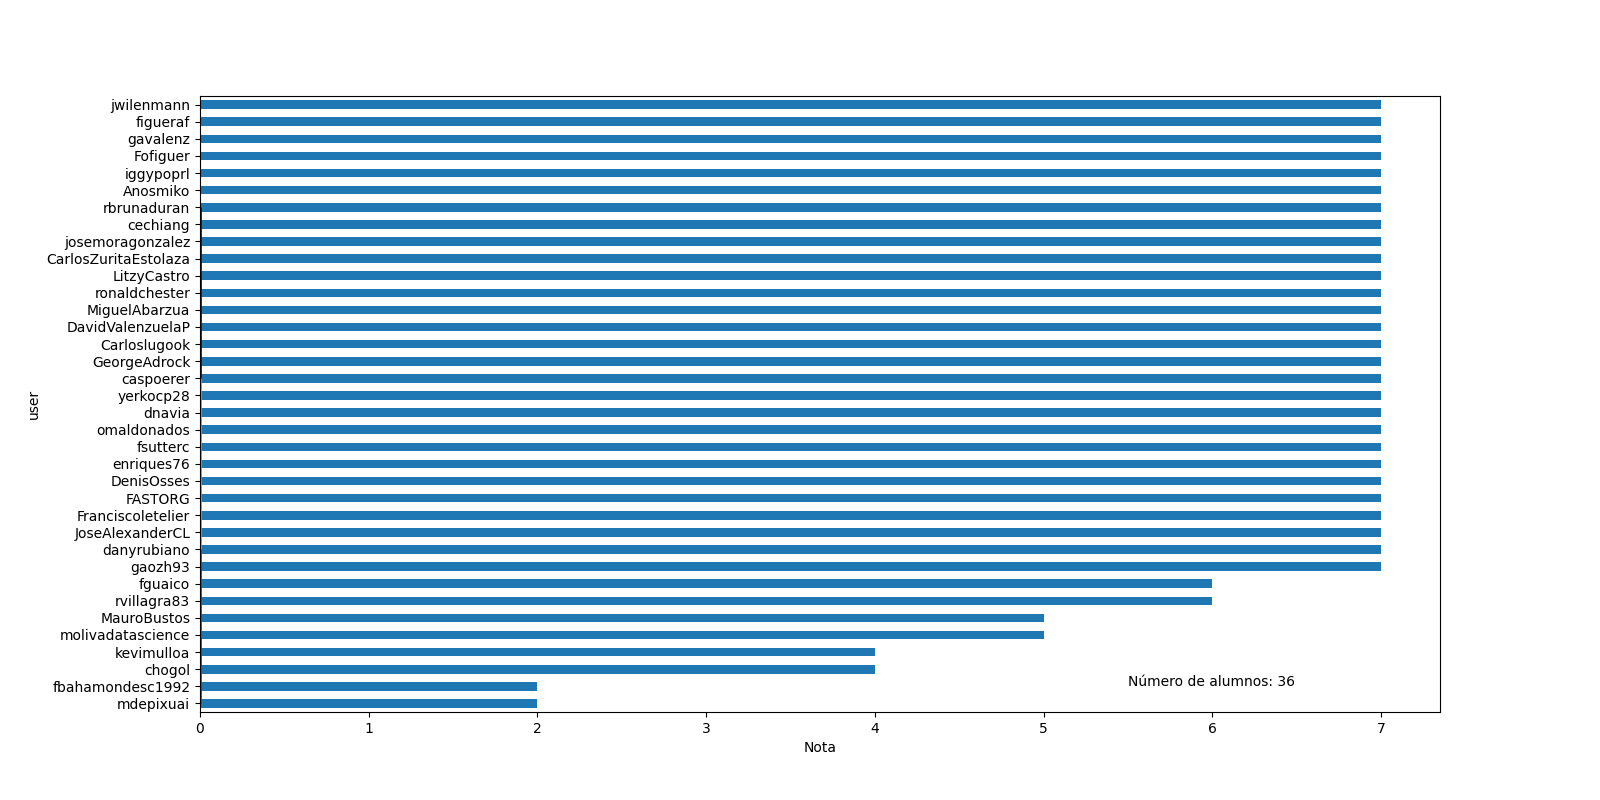 jwilenmann
figueraf
gavalenz
Fofiguer
iggypoprl
Anosmiko
rbrunaduran
cechiang
josemoragonzalez
CarlosZuritaEstolaza
LitzyCastro
ronaldchester
MiguelAbarzua
DavidValenzuelaP
Carloslugook
GeorgeAdrock
caspoerer
yerkocp28
dnavia
omaldonados
fsutterc
enriques76
DenisOsses
FASTORG
Franciscoletelier
JoseAlexanderCL
danyrubiano
gaozh93
fguaico
rvillagra83
MauroBustos
molivadatascience
kevimulloa
chogol
fbahamondesc1992
mdepixuai
user
Número de alumnos: 36
0 1 2 3 4 5 6 7
Nota